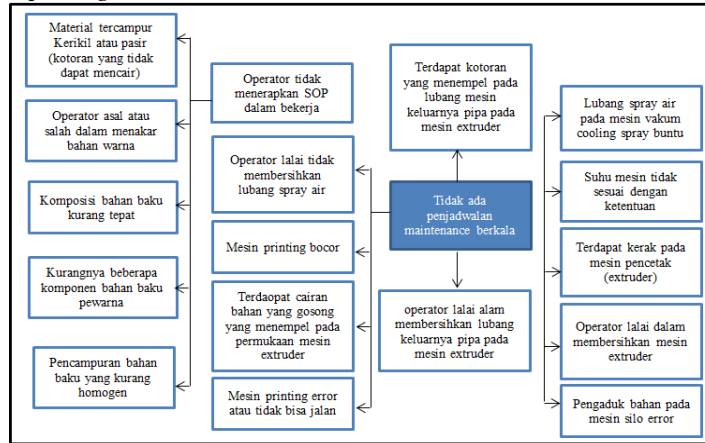 Material tercampur
Kerikil atau pasir
(kotoran yang tidak
dapat mencair)
Operator asal atau
salah dalam menakar
bahan warna
Komposisi bahan baku
kurang tepat
Kurangnya beberapa
komponen bahan baku
pewarna
Pencampuran bahan
baku yang kurang
homogen
Operator tidak
menerapkan SOP
dalam bekerja
Operator lalai tidak
membersihkan
lubang spray air
Mesin printing bocor
Terdaopat cairan
bahan yang gosong
yang menempel pada
permukaan mesin
extruder
Mesin printing error
atau tidak bisa jalan
Terdapat kotoran
yang menempel pada
lubang mesin
keluarnya pipa pada
mesin extruder
Tidak ada
penjadwalan
maintenance berkala
operator lalai alam
membersihkan lubang
keluarnya pipa pada
mesin extruder
Lubang spray air
pada mesin vakum
cooling spray buntu
Suhu mesin tidak
sesuai dengan
ketentuan
Terdapat kerak pada
mesin pencetak
(extruder)
Operator lalai dalam
membersihkan mesin
extruder
Pengaduk bahan pada
mesin silo error